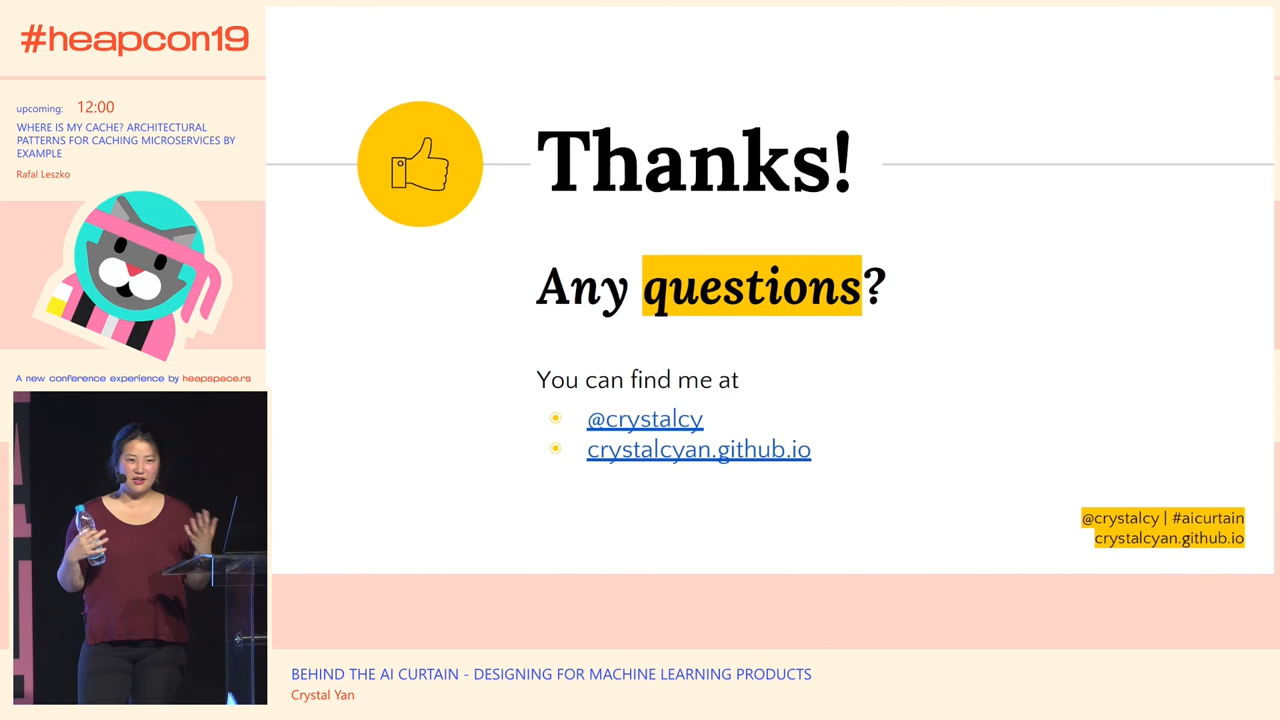 #heapcon19
upcoming: 12:00
WHERE IS MY CACHE? ARCHITECTURAL
PATTERNS FOR CACHING MICROSERVICES BY
EXAMPLE
Rafal Leszko
A new conference experience by heapspace.rs
Thanks!
Any questions?
You can find me at
@crystalcy
crystalcyan.github.io
@crystalcy | #aicurtain
crystalcyan.github.io
BEHIND THE AI CURTAIN - DESIGNING FOR MACHINE LEARNING PRODUCTS
Crystal Yan